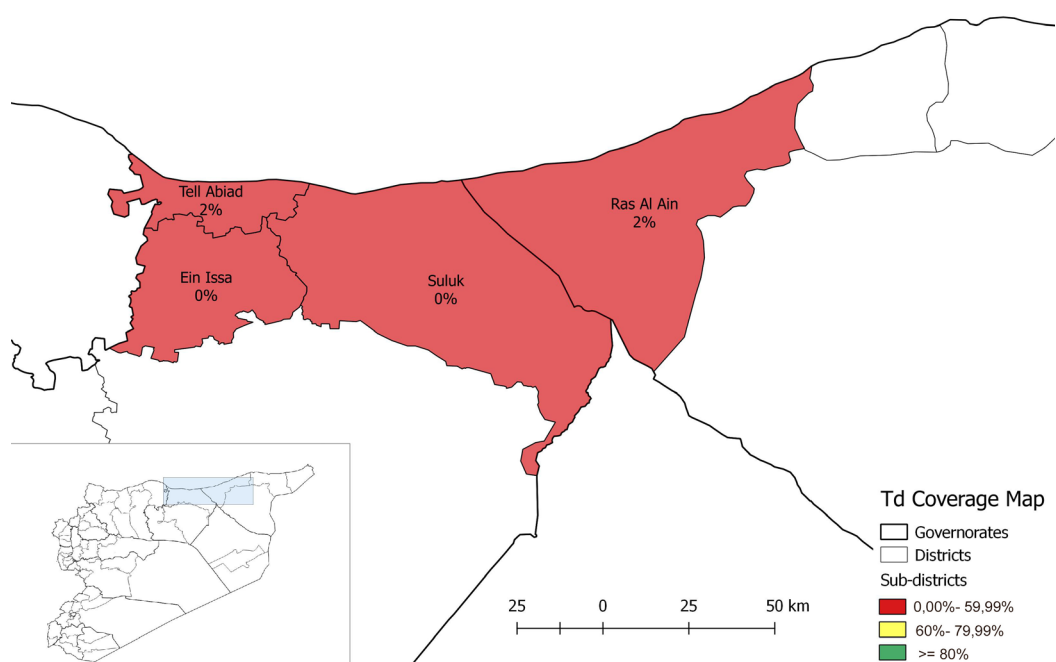 Tell Abiad
2%
Ras Al Ain
2%
Ein Issa
0%
Suluk
0%
Td Coverage Map
Governorates
Districts
Sub-districts
0,00%- 59,99%
60%- 79,99%
>= 80%
25 0 25 50 km